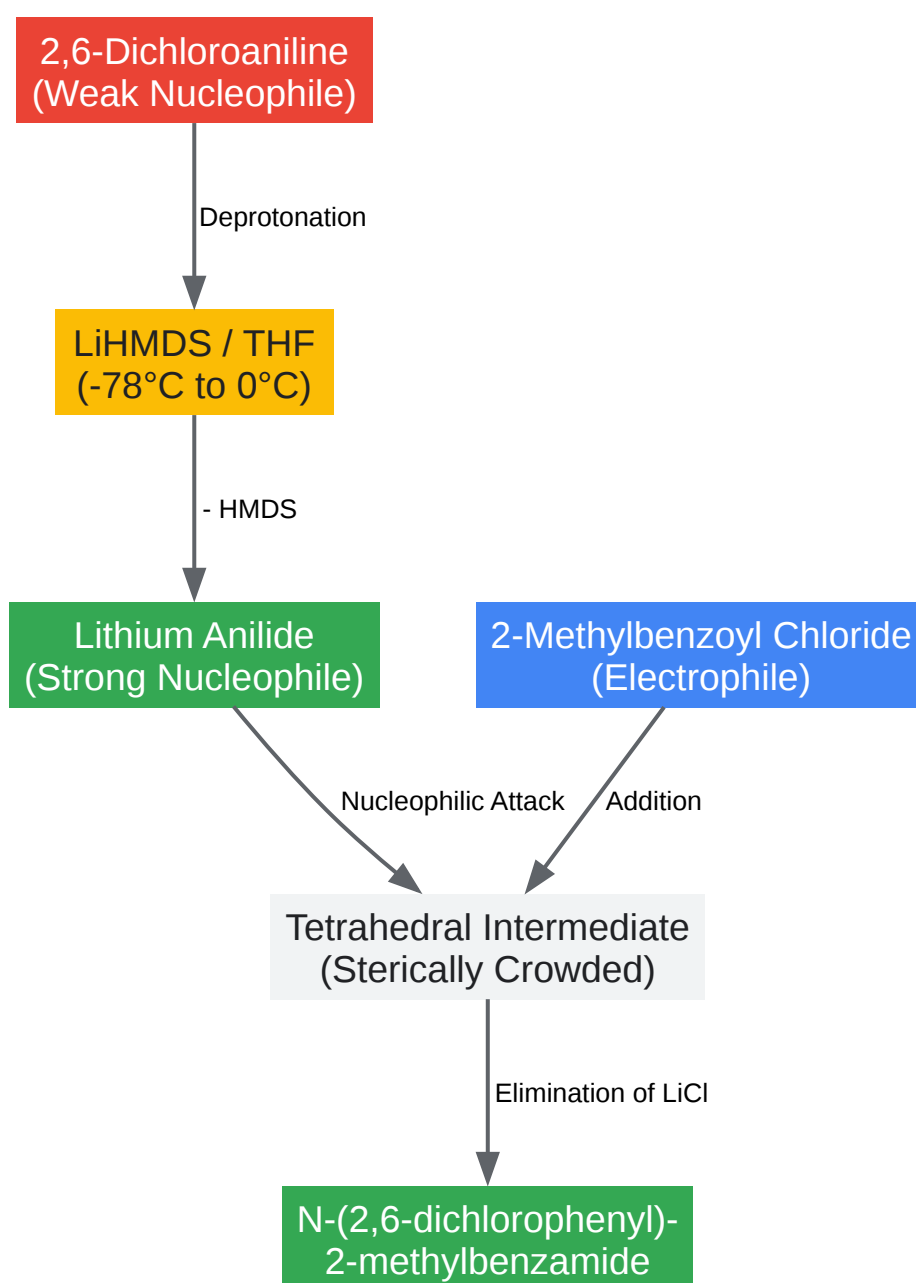 2,6-Dichloroaniline
(Weak Nucleophile)
Deprotonation
LiHMDS / THF
(-78°C to 0°C)
- HMDS
Lithium Anilide
(Strong Nucleophile)
2-Methylbenzoyl Chloride
(Electrophile)
Nucleophilic Attack
Addition
Tetrahedral Intermediate
(Sterically Crowded)
Elimination of LiCl
N-(2,6-dichlorophenyl)-
2-methylbenzamide